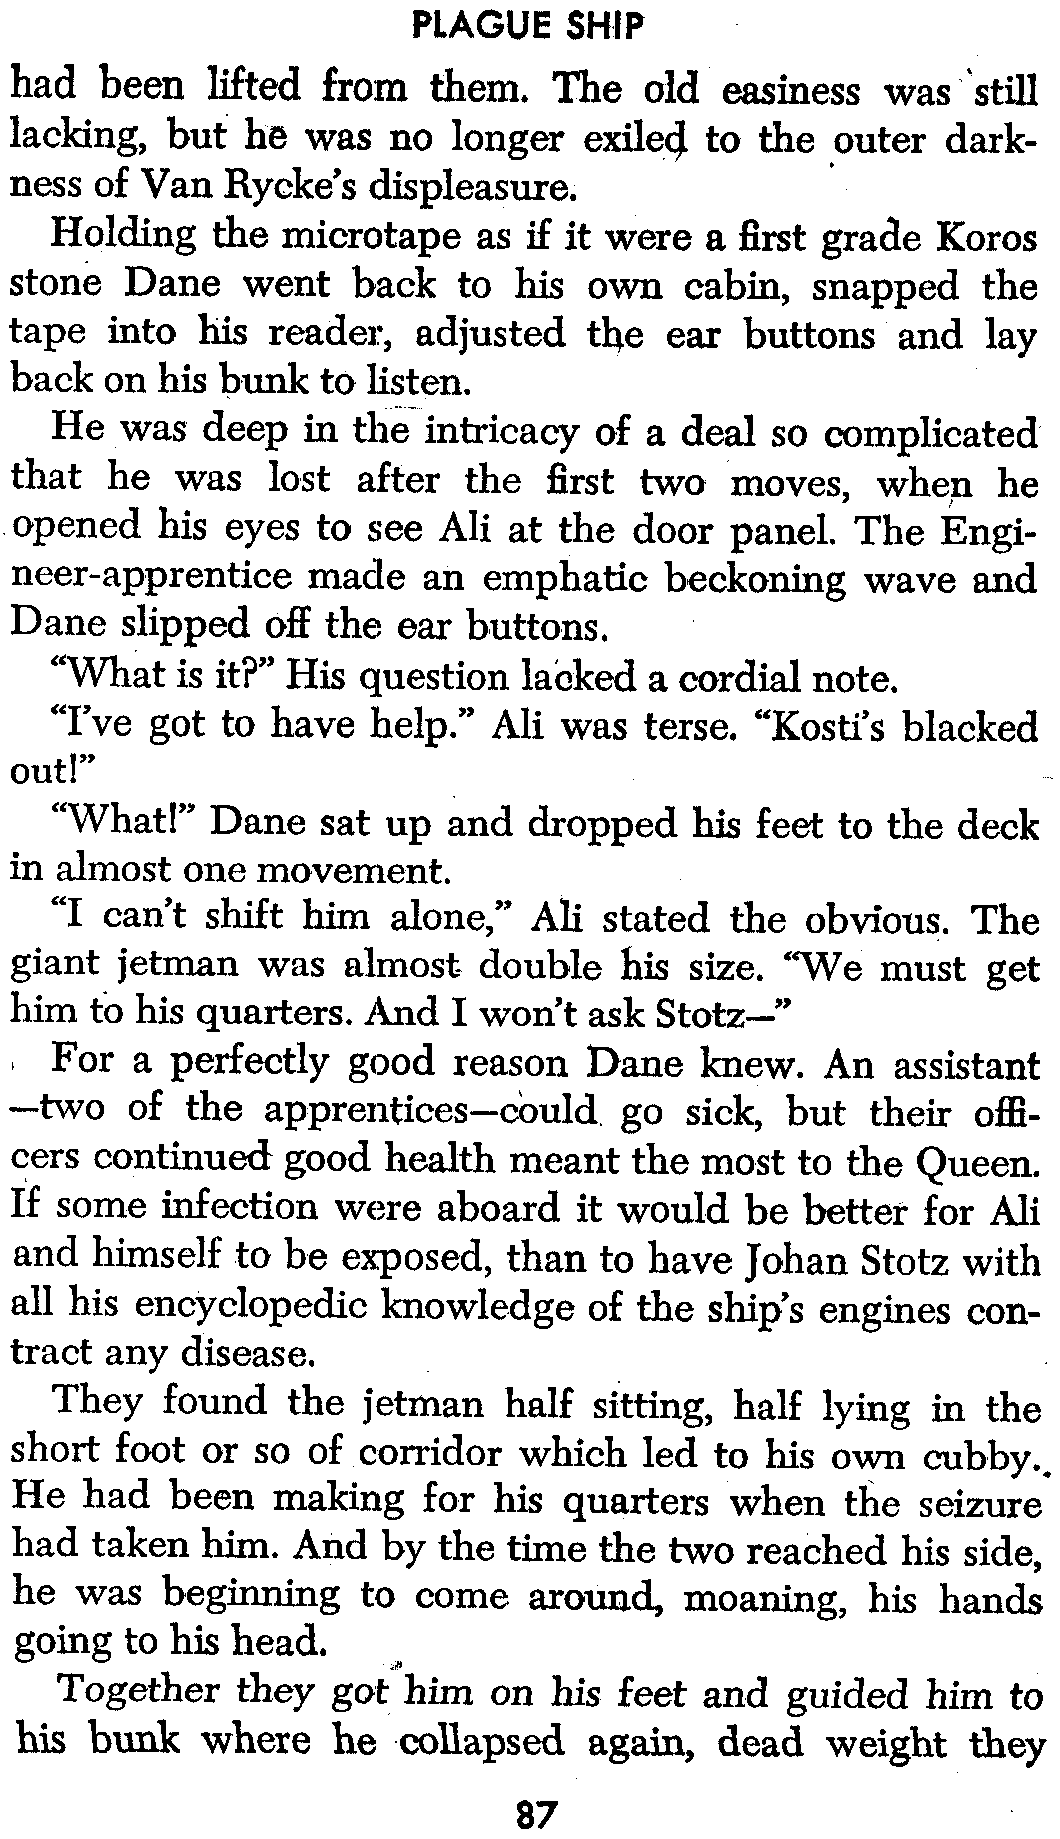 PLAGUE SHIP
had been lifted from them. The old easiness was still
lacking, but he was no longer exiled to the outer dark-
ness of Van Rycke's displeasure.
Holding the microtape as if it were a first grade Koros
stone Dane went back to his own cabin, snapped the
tape into his reader, adjusted the ear buttons and lay
back on his bunk to listen.
He was deep in the intricacy of a deal so complicated
that he was lost after the first two moves, when he
opened his eyes to see Ali at the door panel. The Engi-
neer-apprentice made an emphatic beckoning wave and
Dane slipped off the ear buttons.
“What is it?” His question lacked a cordial note.
“I've got to have help.” Ali was terse. “Kosti's blacked
out!”
“What!” Dane sat up and dropped his feet to the deck
in almost one movement.
“I can't shift him alone,” Ali stated the obvious. The
giant jetman was almost double his size. “We must get
him to his quarters. And I won't ask Stotz—”
For a perfectly good reason Dane knew. An assistant
—two of the apprentices—could go sick, but their offi-
cers continued good health meant the most to the Queen.
If some infection were aboard it would be better for Ali
and himself to be exposed, than to have Johan Stotz with
all his encyclopedic knowledge of the ship's engines con-
tract any disease.
They found the jetman half sitting, half lying in the
short foot or so of corridor which led to his own cubby.
He had been making for his quarters when the seizure
had taken him. And by the time the two reached his side,
he was beginning to come around, moaning, his hands
going to his head.
Together they got him on his feet and guided him to
his bunk where he collapsed again, dead weight they
87